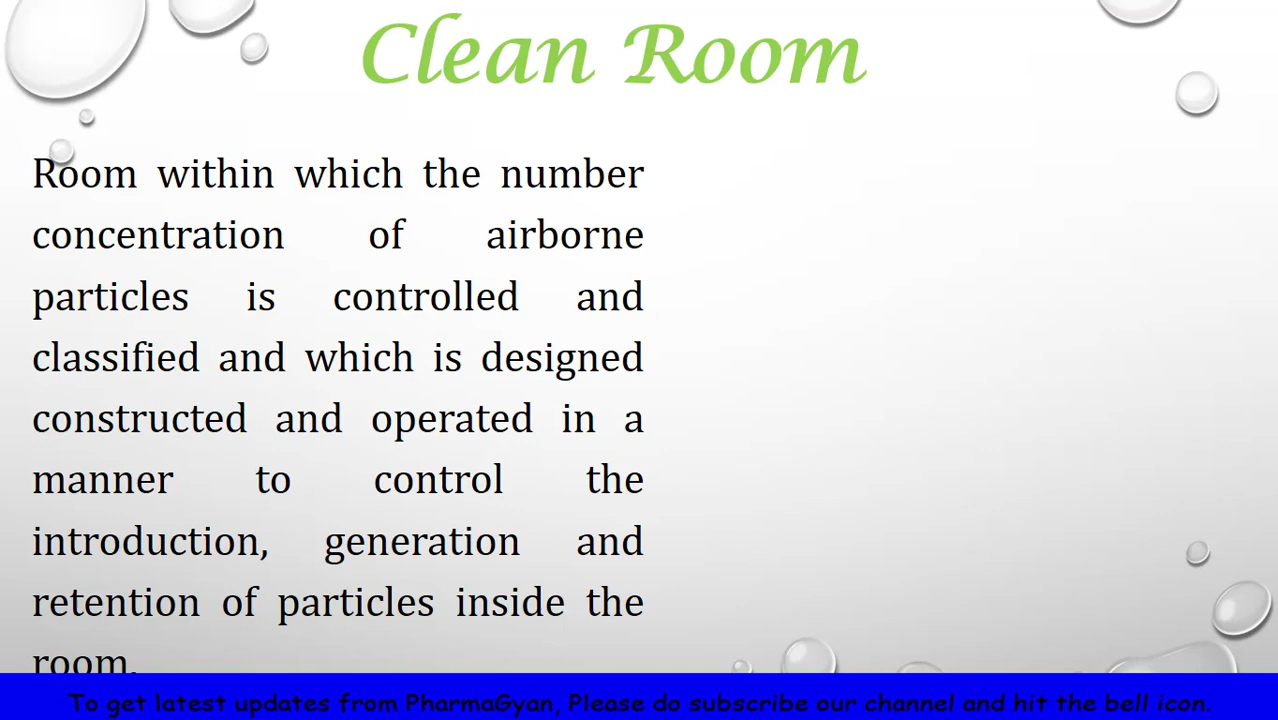 Clean Room
Room within which the number
concentration of airborne
particles is controlled and
classified and which is designed
constructed and operated in a
manner to control the
introduction, generation and
retention of particles inside the
room.
To get latest updates from PharmaGyan, Please do subscribe our channel and hit the bell icon.